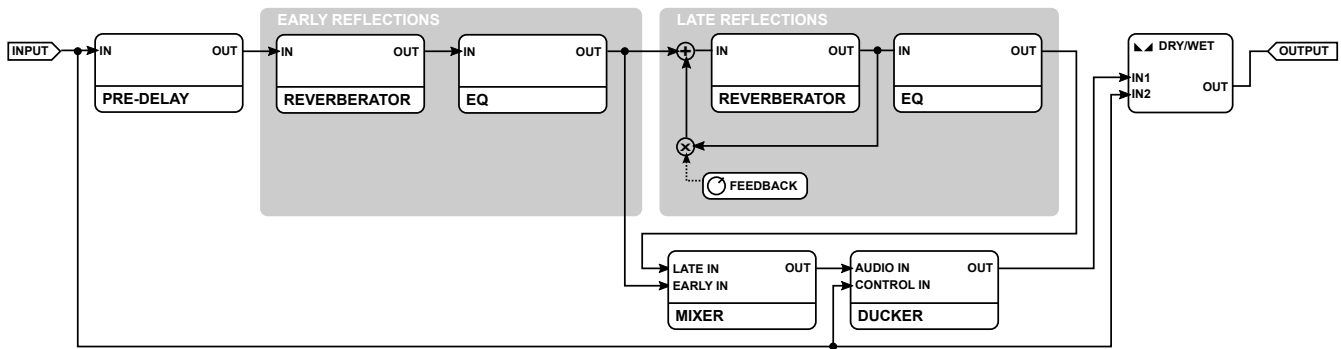 EARLY REFLECTIONS
LATE REFLECTIONS
INPUT
IN OUT
PRE-DELAY
IN OUT
REVERBERATOR
IN OUT
EQ
+
IN OUT
REVERBERATOR
IN OUT
EQ
×
FEEDBACK
DRY/WET
IN1
IN2
OUT
OUTPUT
LATE IN OUT
EARLY IN
MIXER
AUDIO IN OUT
CONTROL IN
DUCKER